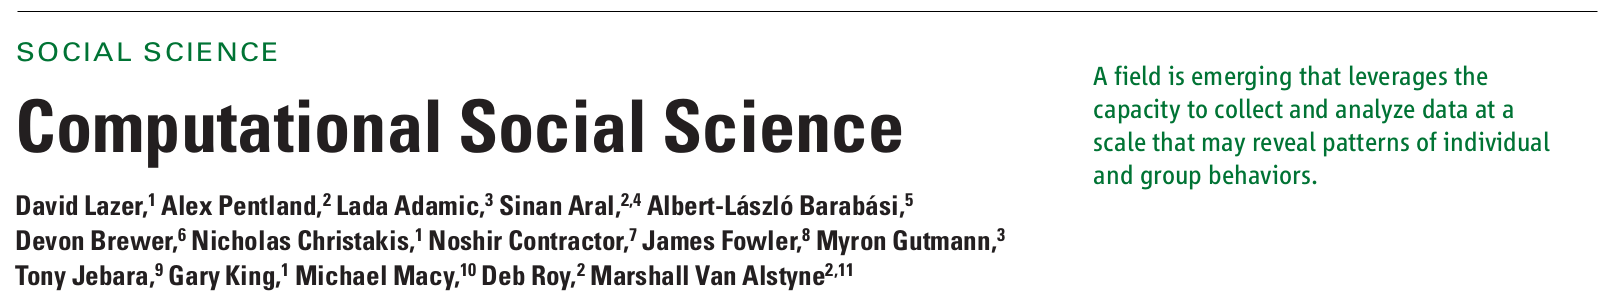 SOCIAL SCIENCE
Computational Social Science
David Lazer,¹ Alex Pentland,² Lada Adamic,³ Sinan Aral,²,⁴ Albert-László Barabási,⁵
Devon Brewer,⁶ Nicholas Christakis,¹ Noshir Contractor,⁷ James Fowler,⁸ Myron Gutmann,³
Tony Jebara,⁹ Gary King,¹ Michael Macy,¹⁰ Deb Roy,² Marshall Van Alstyne²,¹¹
A field is emerging that leverages the
capacity to collect and analyze data at a
scale that may reveal patterns of individual
and group behaviors.